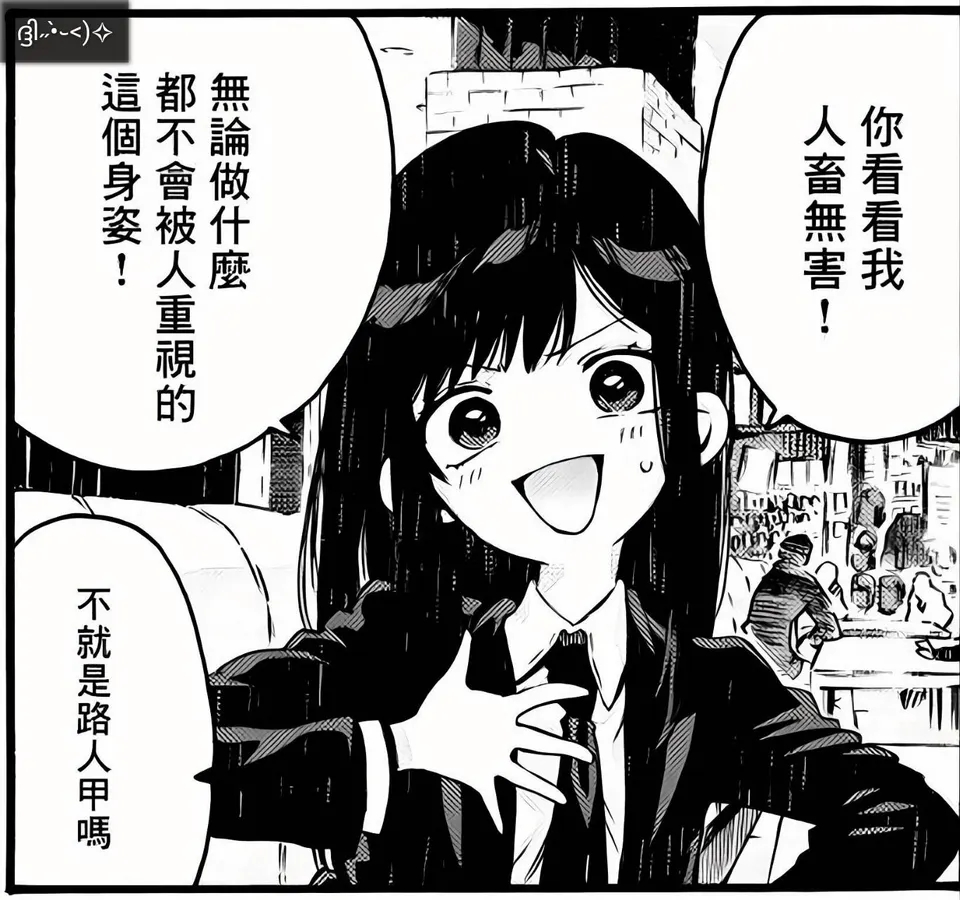 你看看我
人畜無害！
無論做什麼
都不會被人重視的
這個身姿！
不就是路人甲嗎